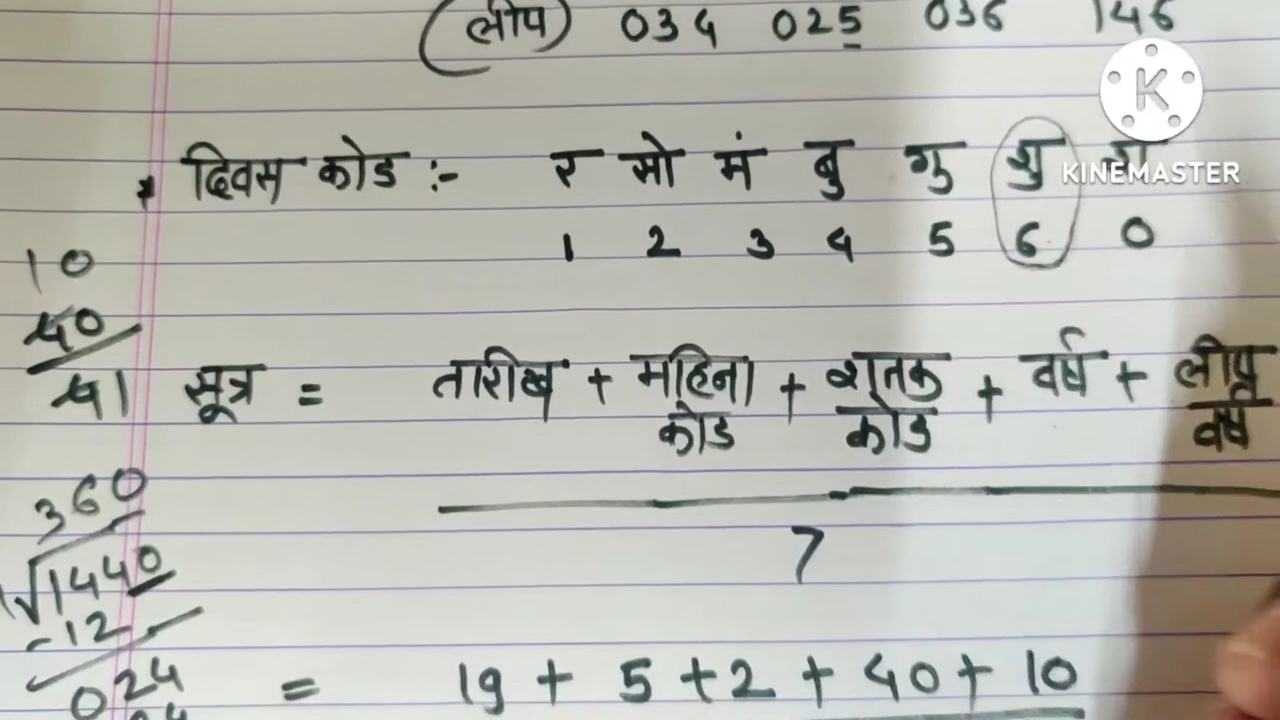 (लीप) 034 025 036 146
K
KINEMASTER
* दिवस कोड :- र सो मं बु गु शु श
1 2 3 4 5 6 0
10
40
41
सूत्र = तारीख + महिना कोड + शतक कोड + वर्ष + लीप वर्ष
7
360
√1440
-12
024
= 19 + 5 + 2 + 40 + 10